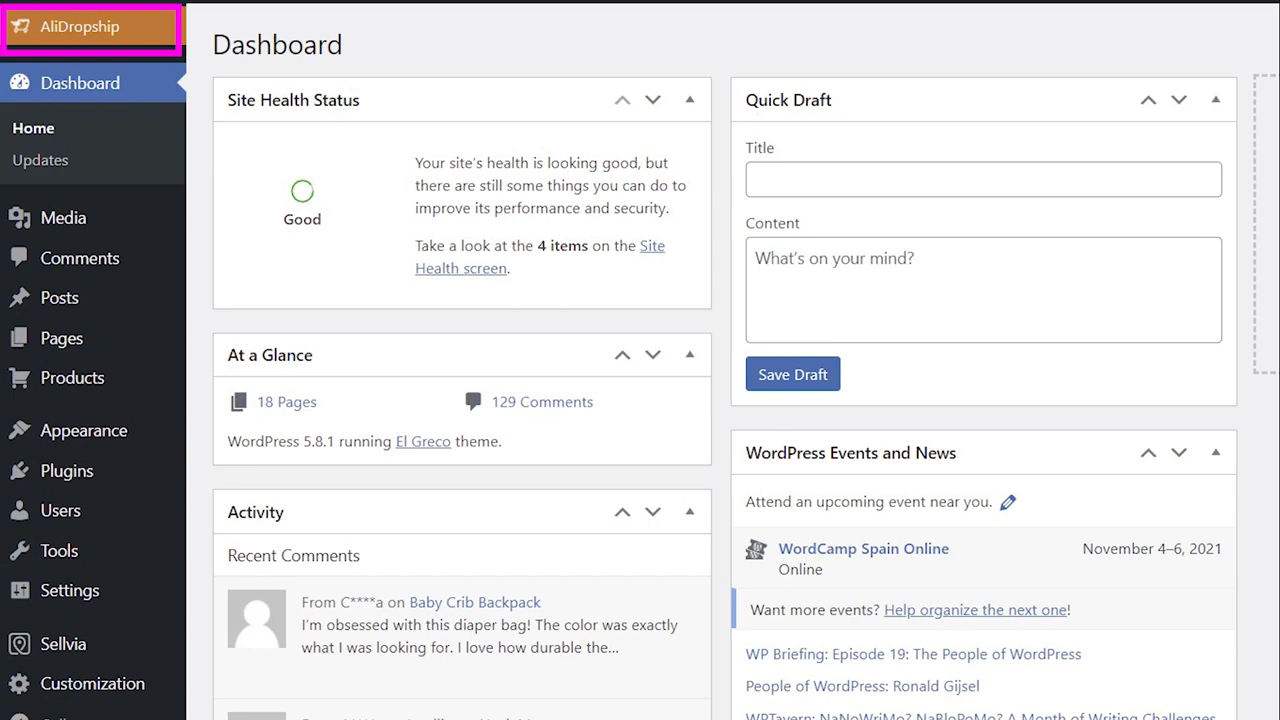 AliDropship
Dashboard
Home
Updates
Media
Comments
Posts
Pages
Products
Appearance
Plugins
Users
Tools
Settings
Sellvia
Customization
Dashboard
Site Health Status
Good
Your site's health is looking good, but
there are still some things you can do to
improve its performance and security.
Take a look at the 4 items on the Site
Health screen.
At a Glance
18 Pages
129 Comments
WordPress 5.8.1 running El Greco theme.
Activity
Recent Comments
From C****a on Baby Crib Backpack
I'm obsessed with this diaper bag! The color was exactly
what I was looking for. I love how durable the...
Quick Draft
Title
Content
What's on your mind?
Save Draft
WordPress Events and News
Attend an upcoming event near you.
WordCamp Spain Online
November 4–6, 2021
Online
Want more events? Help organize the next one!
WP Briefing: Episode 19: The People of WordPress
People of WordPress: Ronald Gijsel
WPTavern: NaNoWriMo? NaBloPoMo? A Month of Writing Challenges